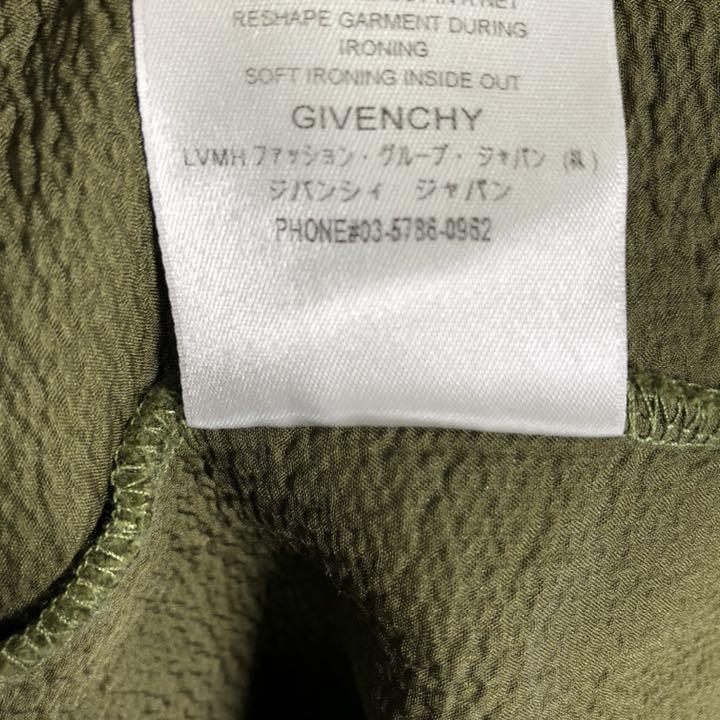 RESHAPE GARMENT DURING
IRONING
SOFT IRONING INSIDE OUT
GIVENCHY
LVMH ファッション・グループ・ ジャパン (株)
ジバンシィ ジャパン
PHONE#03-5786-0962